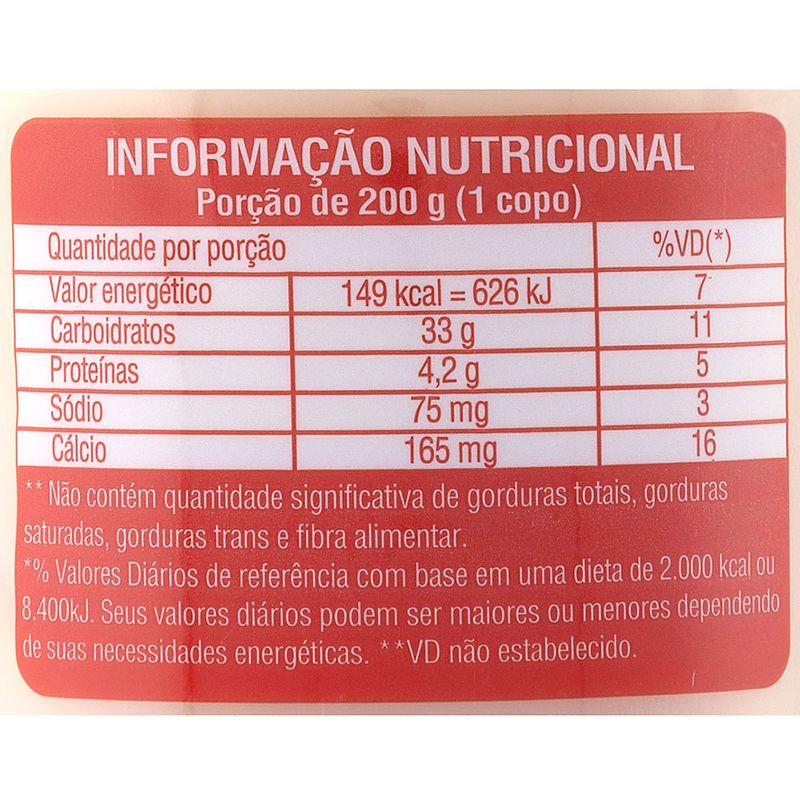 INFORMAÇÃO NUTRICIONAL
Porção de 200 g (1 copo)
Quantidade por porção %VD(*)
Valor energético 149 kcal = 626 kJ 7
Carboidratos 33 g 11
Proteínas 4,2 g 5
Sódio 75 mg 3
Cálcio 165 mg 16
** Não contém quantidade significativa de gorduras totais, gorduras
saturadas, gorduras trans e fibra alimentar.
*% Valores Diários de referência com base em uma dieta de 2.000 kcal ou
8.400kJ. Seus valores diários podem ser maiores ou menores dependendo
de suas necessidades energéticas. **VD não estabelecido.